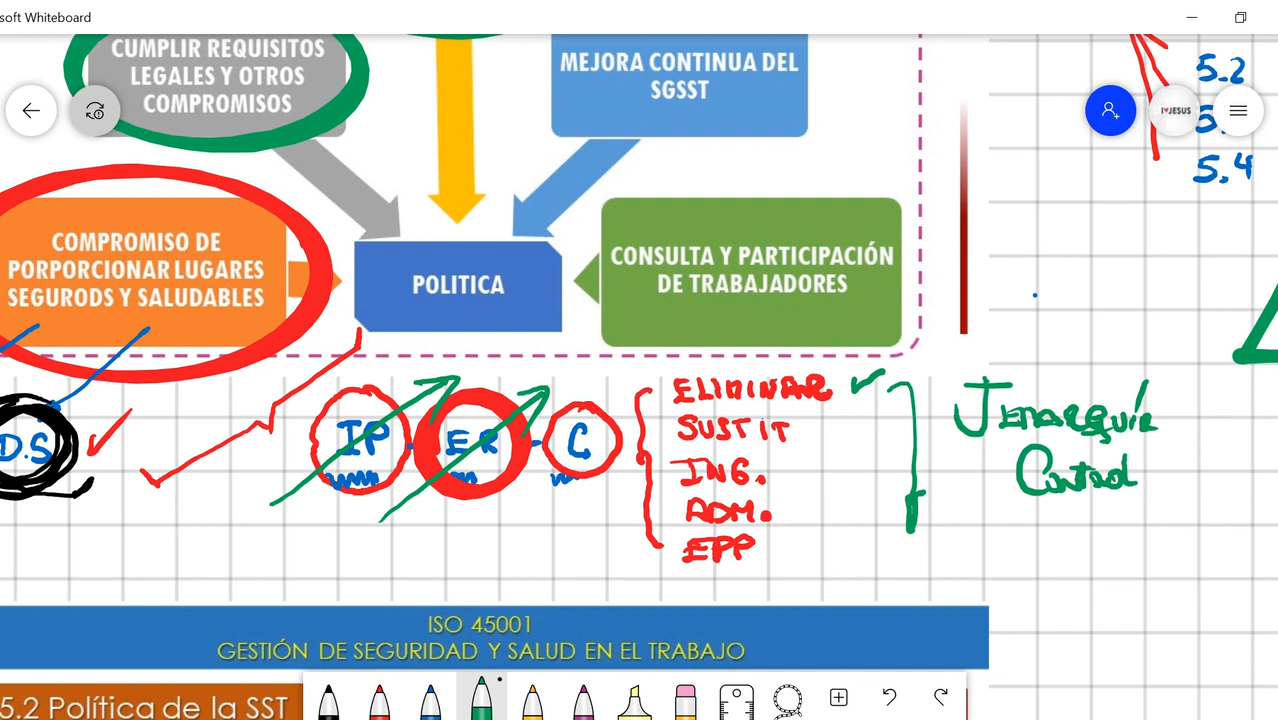 soft Whiteboard
CUMPLIR REQUISITOS
LEGALES Y OTROS
COMPROMISOS
MEJORA CONTINUA DEL
SGSST
5.2
5.4
I♥JESUS
COMPROMISO DE
PORPORCIONAR LUGARES
SEGURODS Y SALUDABLES
POLITICA
CONSULTA Y PARTICIPACIÓN
DE TRABAJADORES
D.S
IP - ER - C
ELIMINAR
SUSTIT
ING.
ADM.
EPP
Jerarquía
Control
ISO 45001
GESTIÓN DE SEGURIDAD Y SALUD EN EL TRABAJO
5.2 Política de la SST